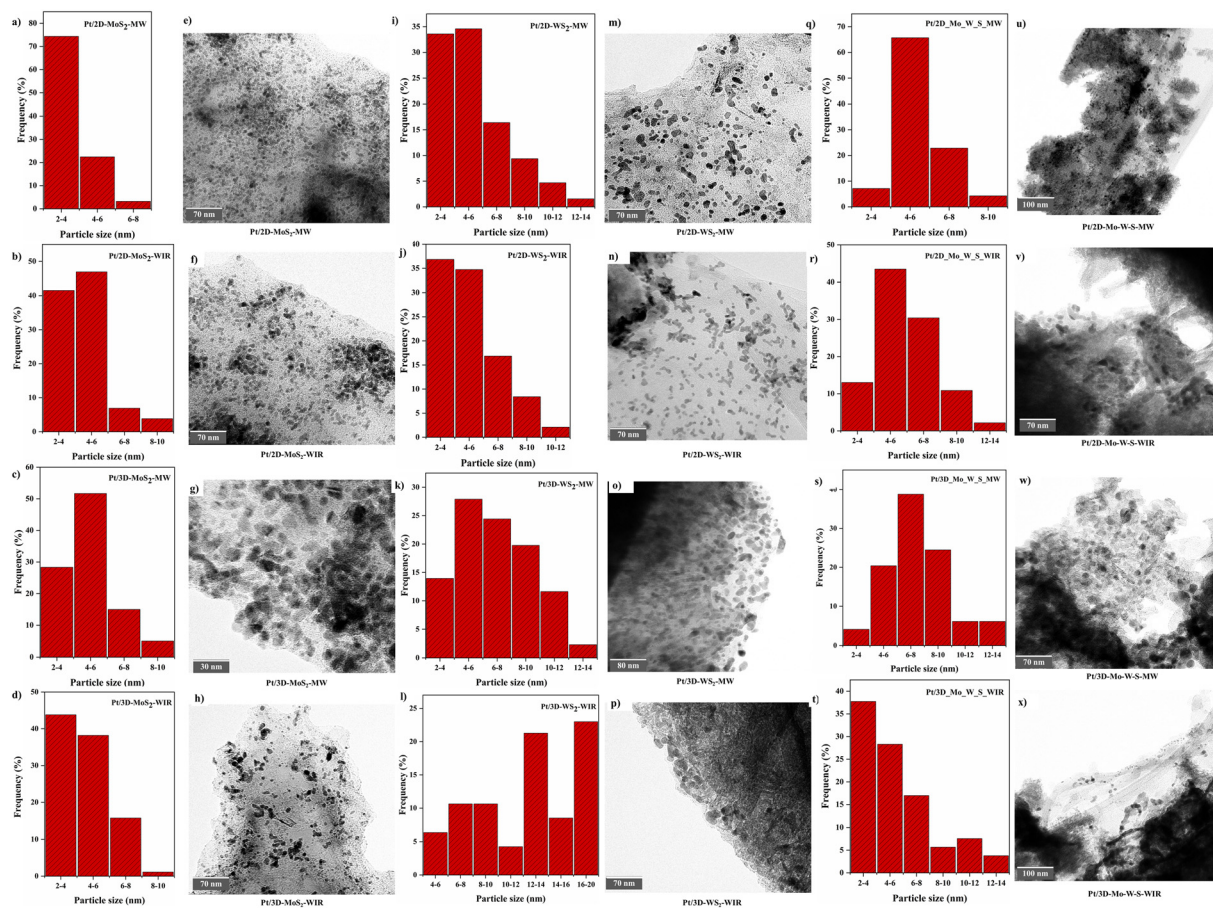 a)
Pt/2D-MoS₂-MW
80
70
60
50
40
30
20
10
0
Frequency (%)
2-4 4-6 6-8
Particle size (nm)
e)
70 nm
Pt/2D-MoS₂-MW
i)
Pt/2D-WS₂-MW
35
30
25
20
15
10
5
0
Frequency (%)
2-4 4-6 6-8 8-10 10-12 12-14
Particle size (nm)
m)
70 nm
Pt/2D-WS₂-MW
q)
Pt/2D_Mo_W_S_MW
70
60
50
40
30
20
10
0
Frequency (%)
2-4 4-6 6-8 8-10
Particle size (nm)
u)
100 nm
Pt/2D-Mo-W-S-MW
b)
Pt/2D-MoS₂-WIR
50
40
30
20
10
0
Frequency (%)
2-4 4-6 6-8 8-10
Particle size (nm)
f)
70 nm
Pt/2D-MoS₂-WIR
j)
Pt/2D-WS₂-WIR
40
35
30
25
20
15
10
5
0
Frequency (%)
2-4 4-6 6-8 8-10 10-12
Particle size (nm)
n)
70 nm
Pt/2D-WS₂-WIR
r)
Pt/2D_Mo_W_S_WIR
50
40
30
20
10
0
Frequency (%)
2-4 4-6 6-8 8-10 12-14
Particle size (nm)
v)
70 nm
Pt/2D-Mo-W-S-WIR
c)
Pt/3D-MoS₂-MW
60
50
40
30
20
10
0
Frequency (%)
2-4 4-6 6-8 8-10
Particle size (nm)
g)
30 nm
Pt/3D-MoS₂-MW
k)
Pt/3D-WS₂-MW
30
25
20
15
10
5
0
Frequency (%)
2-4 4-6 6-8 8-10 10-12 12-14
Particle size (nm)
o)
80 nm
Pt/3D-WS₂-MW
s)
Pt/3D_Mo_W_S_MW
40
30
20
10
0
Frequency (%)
2-4 4-6 6-8 8-10 10-12 12-14
Particle size (nm)
w)
70 nm
Pt/3D-Mo-W-S-MW
d)
Pt/3D-MoS₂-WIR
50
40
30
20
10
0
Frequency (%)
2-4 4-6 6-8 8-10
Particle size (nm)
h)
70 nm
Pt/3D-MoS₂-WIR
l)
Pt/3D-WS₂-WIR
25
20
15
10
5
0
Frequency (%)
4-6 6-8 8-10 10-12 12-14 14-16 16-20
Particle size (nm)
p)
70 nm
Pt/3D-WS₂-WIR
t)
Pt/3D_Mo_W_S_WIR
40
35
30
25
20
15
10
5
0
Frequency (%)
2-4 4-6 6-8 8-10 10-12 12-14
Particle size (nm)
x)
100 nm
Pt/3D-Mo-W-S-WIR